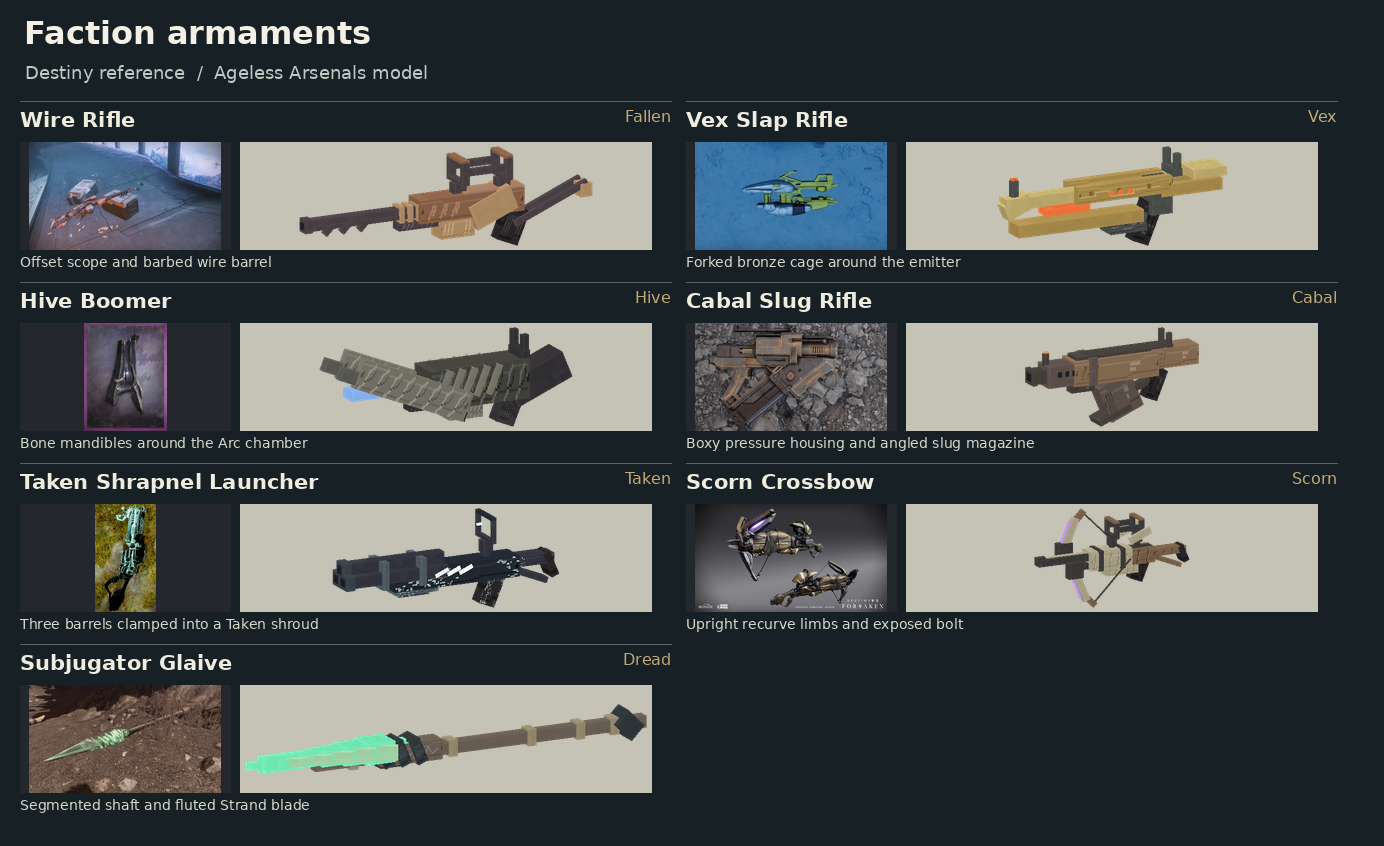 Faction armaments
Destiny reference / Ageless Arsenals model
Wire Rifle
Fallen
Offset scope and barbed wire barrel
Vex Slap Rifle
Vex
Forked bronze cage around the emitter
Hive Boomer
Hive
Bone mandibles around the Arc chamber
Cabal Slug Rifle
Cabal
Boxy pressure housing and angled slug magazine
Taken Shrapnel Launcher
Taken
Three barrels clamped into a Taken shroud
Scorn Crossbow
Scorn
FORSAKEN
Upright recurve limbs and exposed bolt
Subjugator Glaive
Dread
Segmented shaft and fluted Strand blade